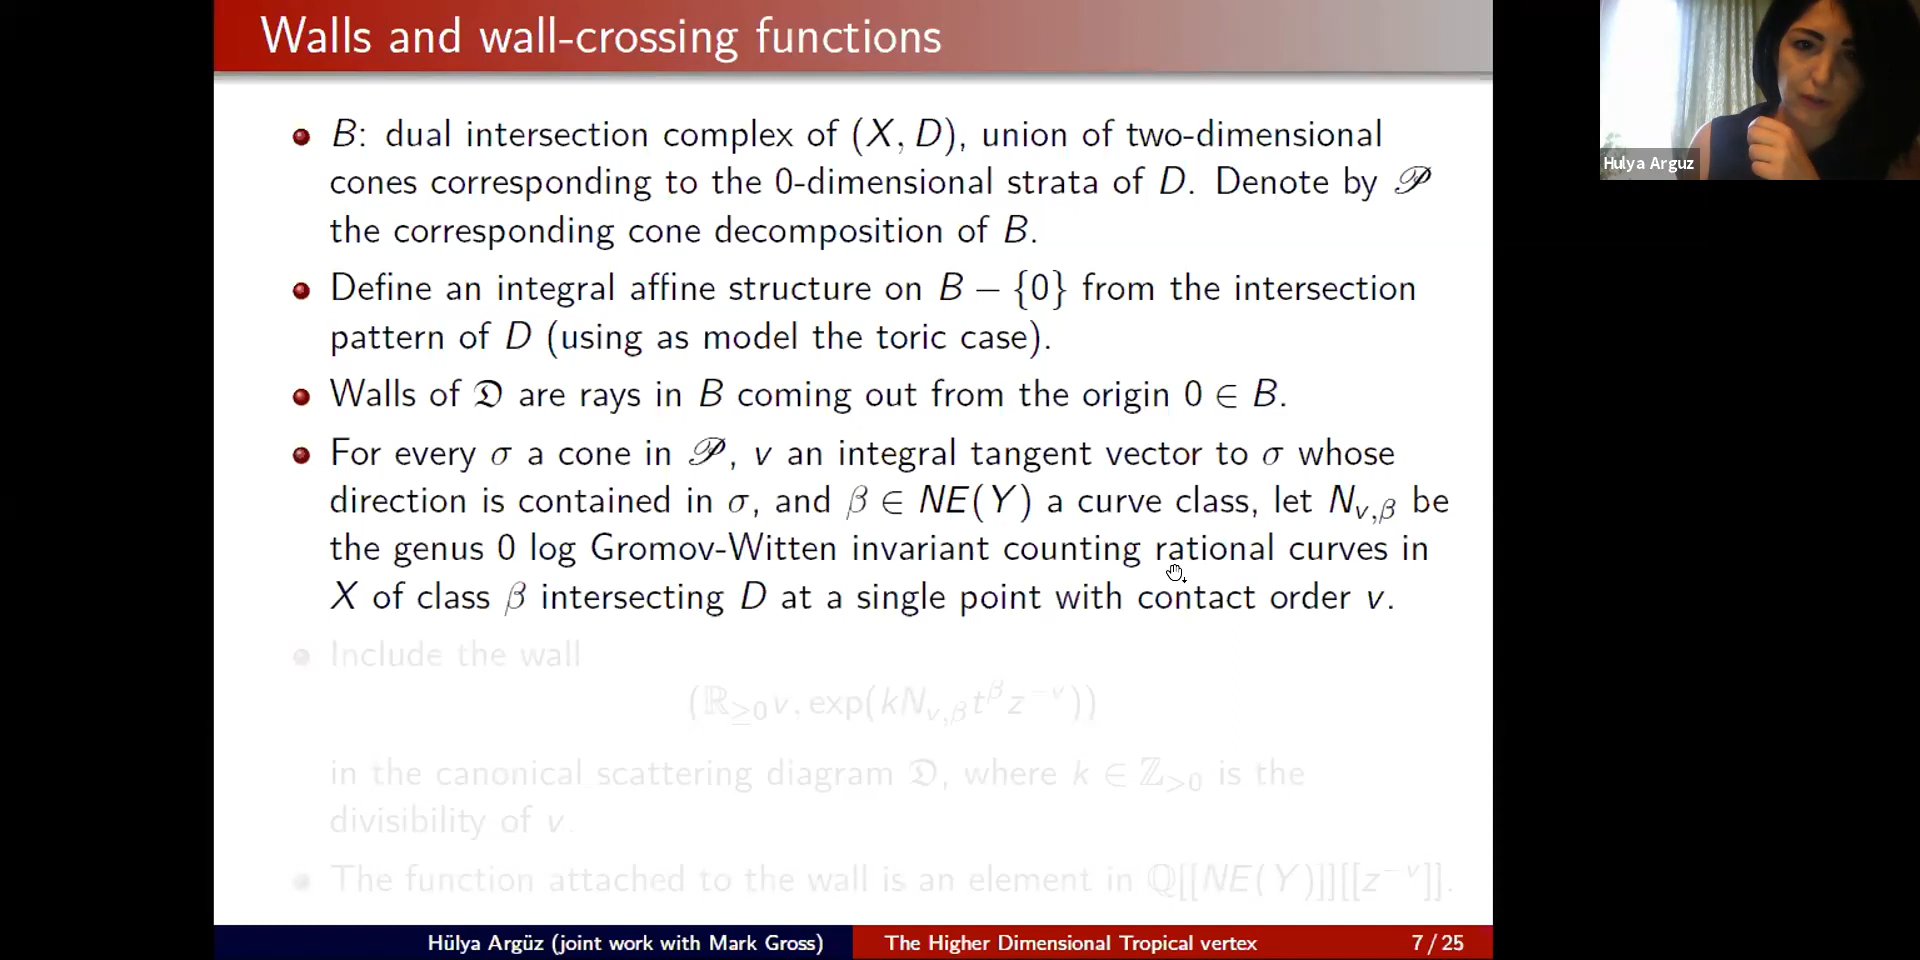 Walls and wall-crossing functions
B: dual intersection complex of (X, D), union of two-dimensional
cones corresponding to the 0-dimensional strata of D. Denote by 𝒫
the corresponding cone decomposition of B.
Define an integral affine structure on B − {0} from the intersection
pattern of D (using as model the toric case).
Walls of 𝔇 are rays in B coming out from the origin 0 ∈ B.
For every σ a cone in 𝒫, v an integral tangent vector to σ whose
direction is contained in σ, and β ∈ NE(Y) a curve class, let N_{v,β} be
the genus 0 log Gromov-Witten invariant counting rational curves in
X of class β intersecting D at a single point with contact order v.
Include the wall
(ℝ_{≥0}v, exp(kN_{v,β}t^β z^{−v}))
in the canonical scattering diagram 𝔇, where k ∈ ℤ_{>0} is the
divisibility of v.
The function attached to the wall is an element in ℚ[[NE(Y)]][[z^{−v}]].
Hülya Argüz (joint work with Mark Gross)
The Higher Dimensional Tropical vertex
7 / 25
Hulya Arguz